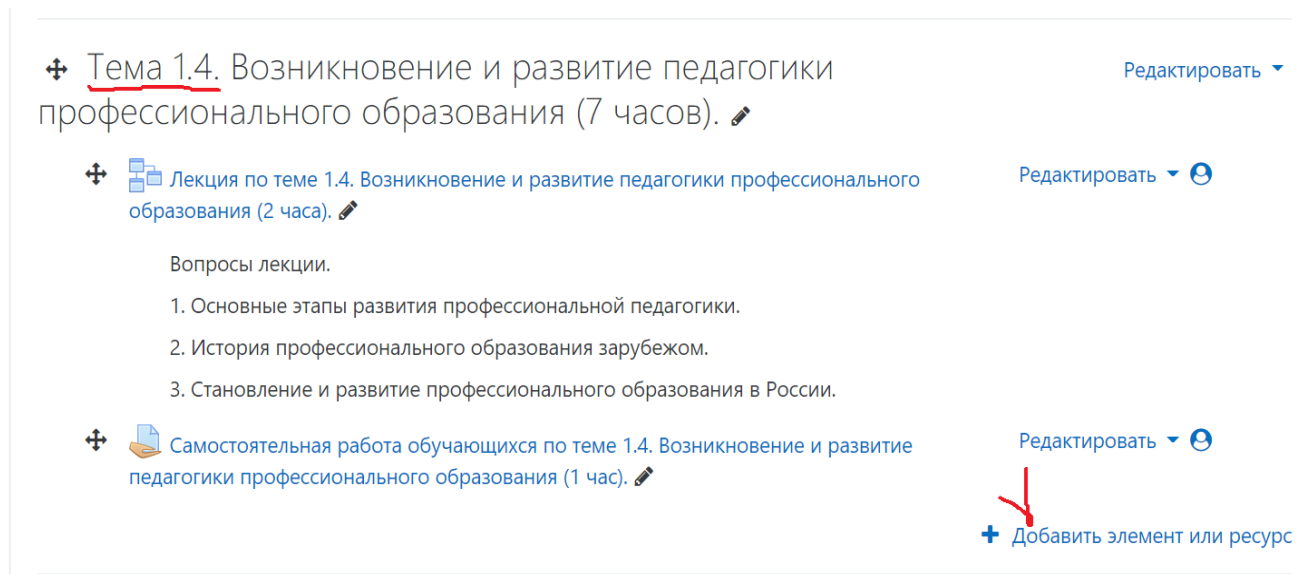 Тема 1.4. Возникновение и развитие педагогики
Редактировать
профессионального образования (7 часов).
Лекция по теме 1.4. Возникновение и развитие педагогики профессионального
Редактировать
образования (2 часа).
Вопросы лекции.
1. Основные этапы развития профессиональной педагогики.
2. История профессионального образования зарубежом.
3. Становление и развитие профессионального образования в России.
Самостоятельная работа обучающихся по теме 1.4. Возникновение и развитие
Редактировать
педагогики профессионального образования (1 час).
Добавить элемент или ресурс